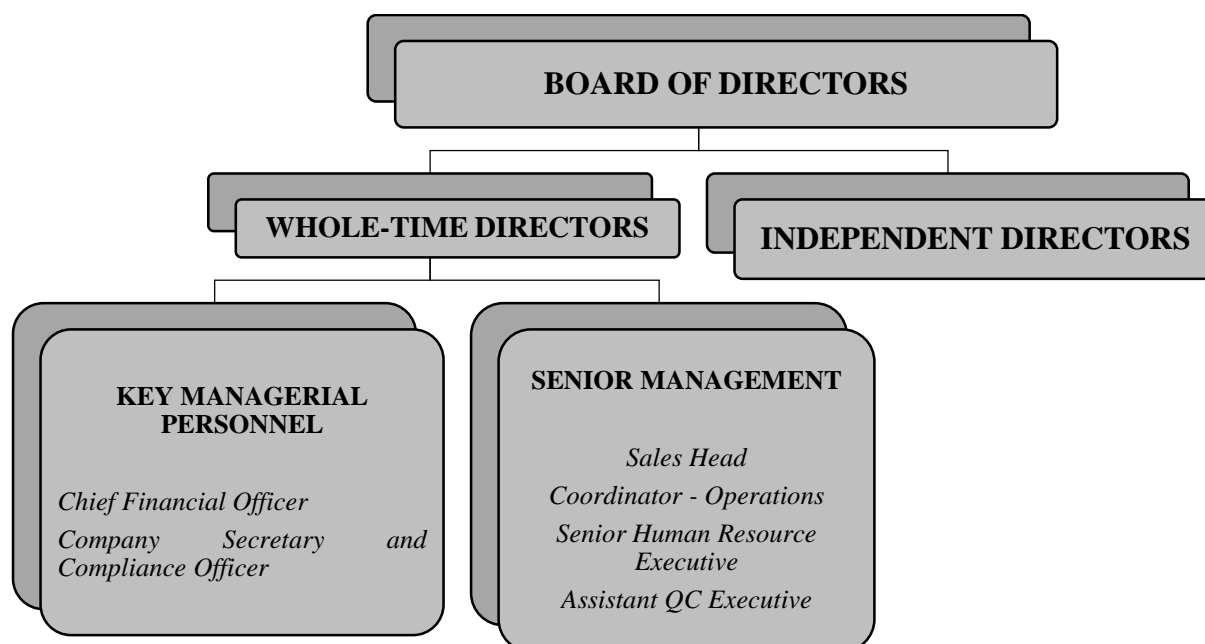 BOARD OF DIRECTORS
WHOLE-TIME DIRECTORS
INDEPENDENT DIRECTORS
KEY MANAGERIAL
PERSONNEL
Chief Financial Officer
Company Secretary and
Compliance Officer
SENIOR MANAGEMENT
Sales Head
Coordinator - Operations
Senior Human Resource
Executive
Assistant QC Executive